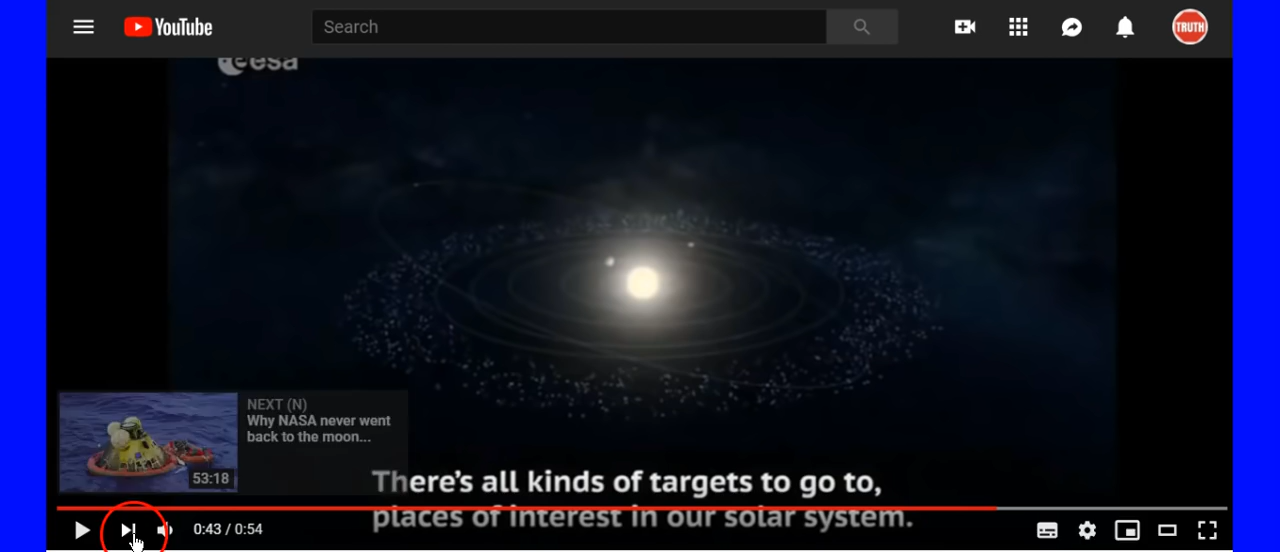 YouTube
Search
TRUTH
esa
NEXT (N)
Why NASA never went
back to the moon...
53:18
There's all kinds of targets to go to,
places of interest in our solar system.
0:43 / 0:54